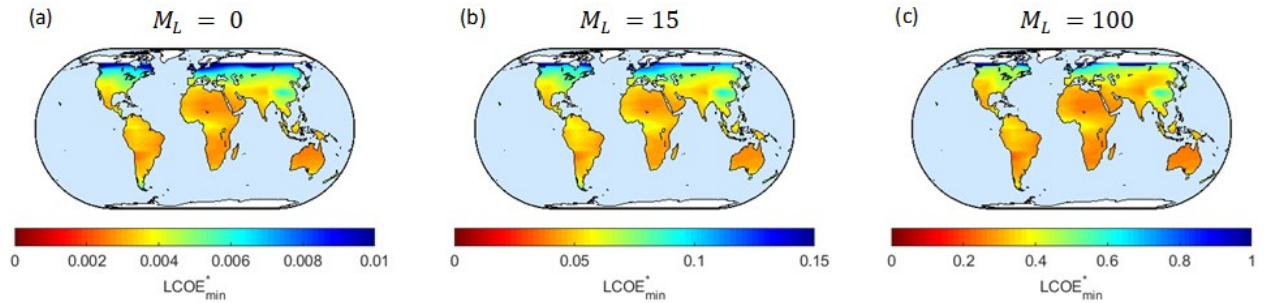 (a) M_L = 0
(b) M_L = 15
(c) M_L = 100
0 0.002 0.004 0.006 0.008 0.01
LCOE*min
0 0.05 0.1 0.15
LCOE*min
0 0.2 0.4 0.6 0.8 1
LCOE*min